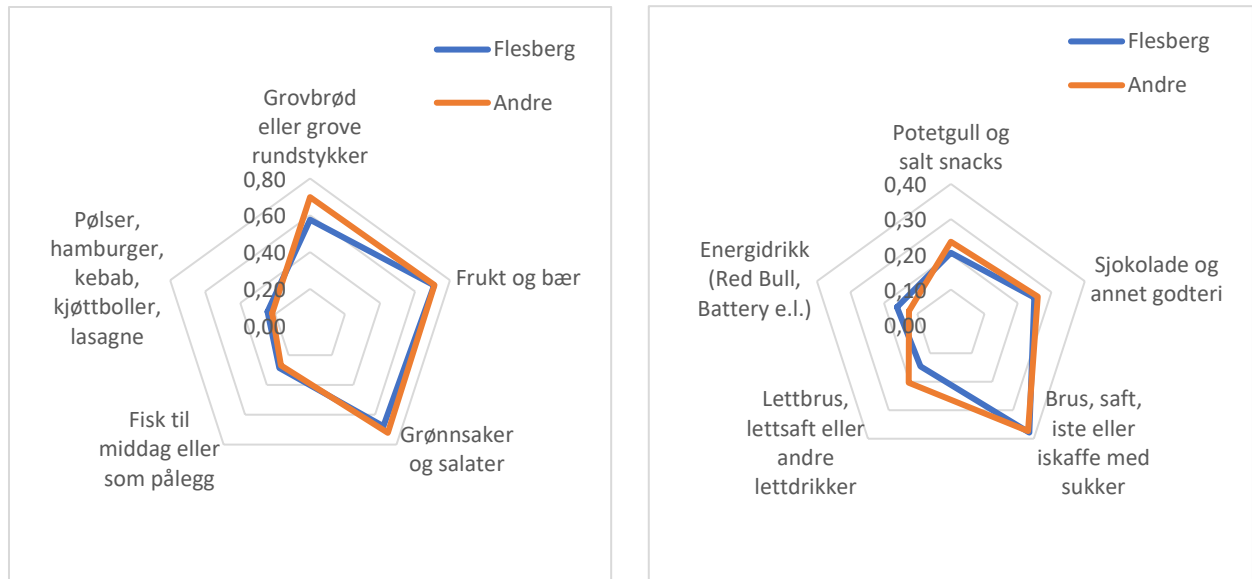 Flesberg
Andre
Grovbrød
eller grove
rundstykker
0,80
0,60
0,40
0,20
0,00
Frukt og bær
Grønnsaker
og salater
Fisk til
middag eller
som pålegg
Pølser,
hamburger,
kebab,
kjøttboller,
lasagne
Flesberg
Andre
Potetgull og
salt snacks
0,40
0,30
0,20
0,10
0,00
Sjokolade og
annet godteri
Brus, saft,
iste eller
iskaffe med
sukker
Lettbrus,
lettsaft eller
andre
lettdrikker
Energidrikk
(Red Bull,
Battery e.l.)